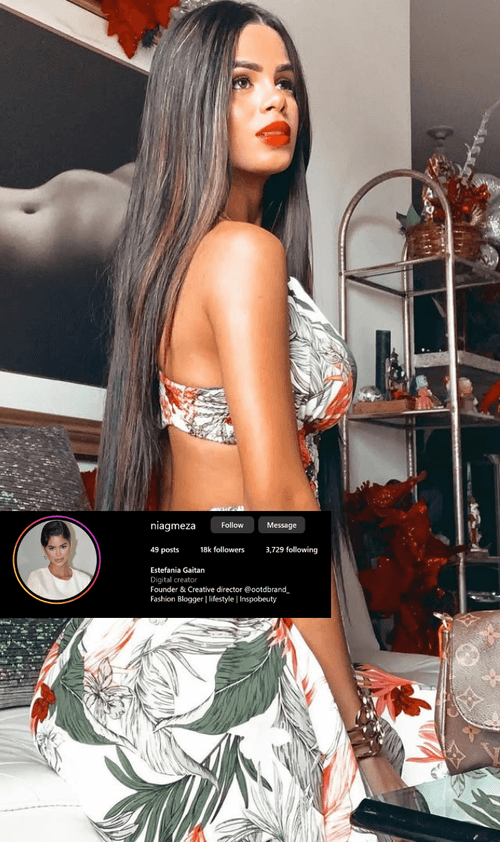 niagmeza Follow Message
49 posts 18k followers 3,729 following
Estefania Gaitan
Digital creator
Founder & Creative director @ootdbrand_
Fashion Blogger | lifestyle | Inspobeuty